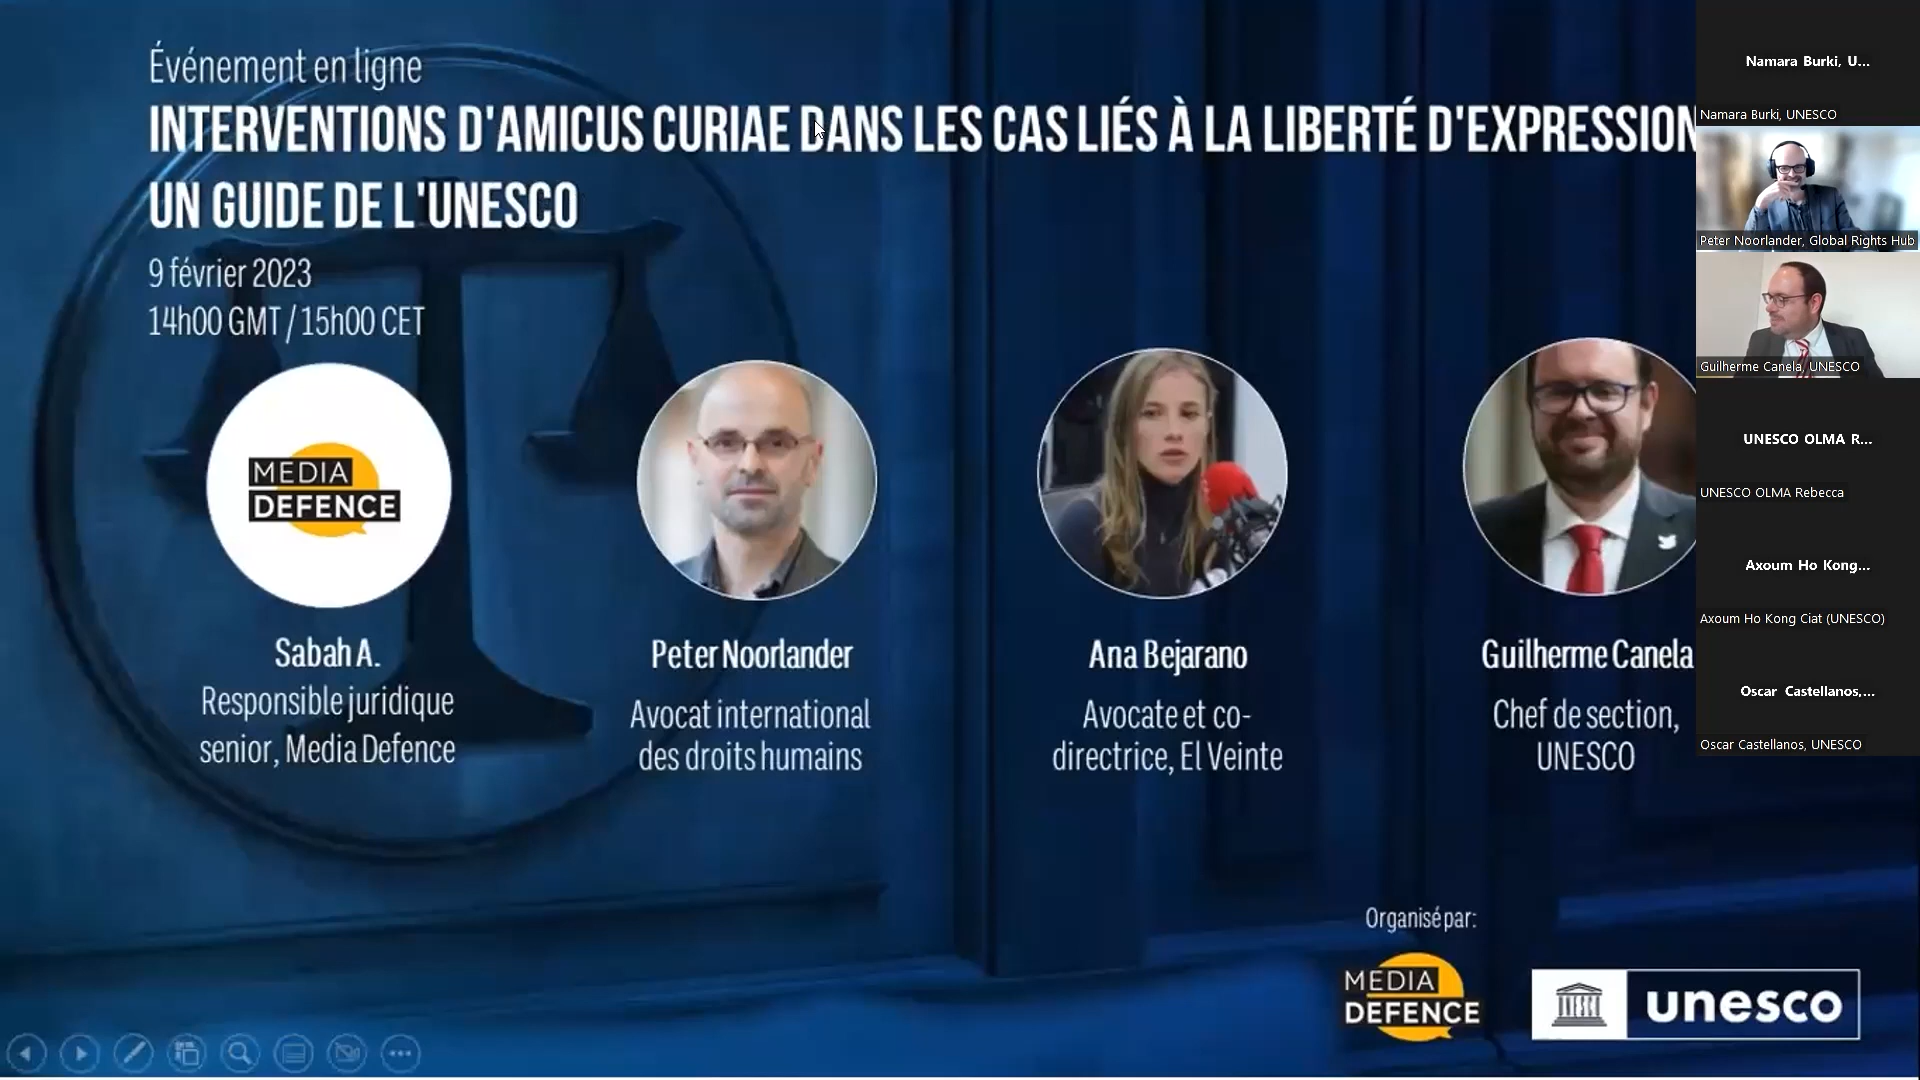 Événement en ligne
INTERVENTIONS D'AMICUS CURIAE DANS LES CAS LIÉS À LA LIBERTÉ D'EXPRESSION
UN GUIDE DE L'UNESCO
9 février 2023
14h00 GMT / 15h00 CET
MEDIA
DEFENCE
Sabah A.
Responsible juridique
senior, Media Defence
Peter Noorlander
Avocat international
des droits humains
Ana Bejarano
Avocate et co-
directrice, El Veinte
Guilherme Canela
Chef de section,
UNESCO
Organisé par:
MEDIA
DEFENCE
UNESCO
unesco
Namara Burki, U...
Namara Burki, UNESCO
Peter Noorlander, Global Rights Hub
Guilherme Canela, UNESCO
UNESCO OLMA R...
UNESCO OLMA Rebecca
Axoum Ho Kong...
Axoum Ho Kong Ciat (UNESCO)
Oscar Castellanos,...
Oscar Castellanos, UNESCO